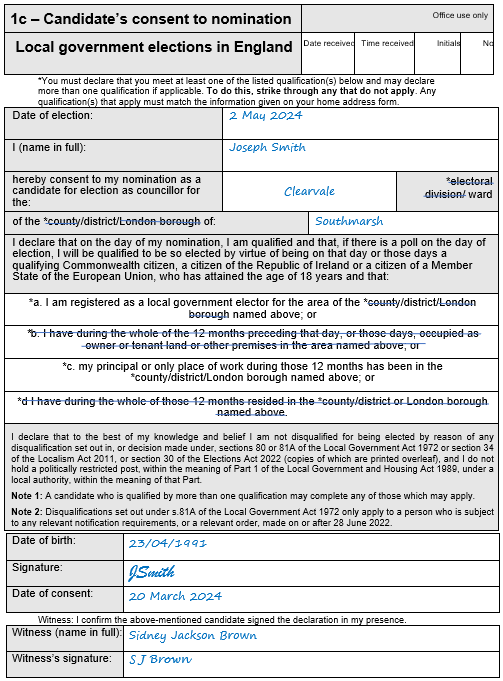 1c – Candidate's consent to nomination
Office use only
Local government elections in England
Date received
Time received
Initials
No
*You must declare that you meet at least one of the listed qualification(s) below and may declare
more than one qualification if applicable. To do this, strike through any that do not apply. Any
qualification(s) that apply must match the information given on your home address form.
Date of election:
2 May 2024
I (name in full):
Joseph Smith
hereby consent to my nomination as a
candidate for election as councillor for
the:
Clearvale
*electoral
division/ ward
of the *county/district/London borough of:
Southmarsh
I declare that on the day of my nomination, I am qualified and that, if there is a poll on the day of
election, I will be qualified to be so elected by virtue of being on that day or those days a
qualifying Commonwealth citizen, a citizen of the Republic of Ireland or a citizen of a Member
State of the European Union, who has attained the age of 18 years and that:
*a. I am registered as a local government elector for the area of the *county/district/London
borough named above; or
*b. I have during the whole of the 12 months preceding that day, or those days, occupied as
owner or tenant land or other premises in the area named above; or
*c. my principal or only place of work during those 12 months has been in the
*county/district/London borough named above; or
*d I have during the whole of those 12 months resided in the *county/district or London borough
named above.
I declare that to the best of my knowledge and belief I am not disqualified for being elected by reason of any
disqualification set out in, or decision made under, sections 80 or 81A of the Local Government Act 1972 or section 34
of the Localism Act 2011, or section 30 of the Elections Act 2022 (copies of which are printed overleaf), and I do not
hold a politically restricted post, within the meaning of Part 1 of the Local Government and Housing Act 1989, under a
local authority, within the meaning of that Part.
Note 1: A candidate who is qualified by more than one qualification may complete any of those which may apply.
Note 2: Disqualifications set out under s.81A of the Local Government Act 1972 only apply to a person who is subject
to any relevant notification requirements, or a relevant order, made on or after 28 June 2022.
Date of birth:
23/04/1991
Signature:
JSmith
Date of consent:
20 March 2024
Witness: I confirm the above-mentioned candidate signed the declaration in my presence.
Witness (name in full):
Sidney Jackson Brown
Witness's signature:
S J Brown